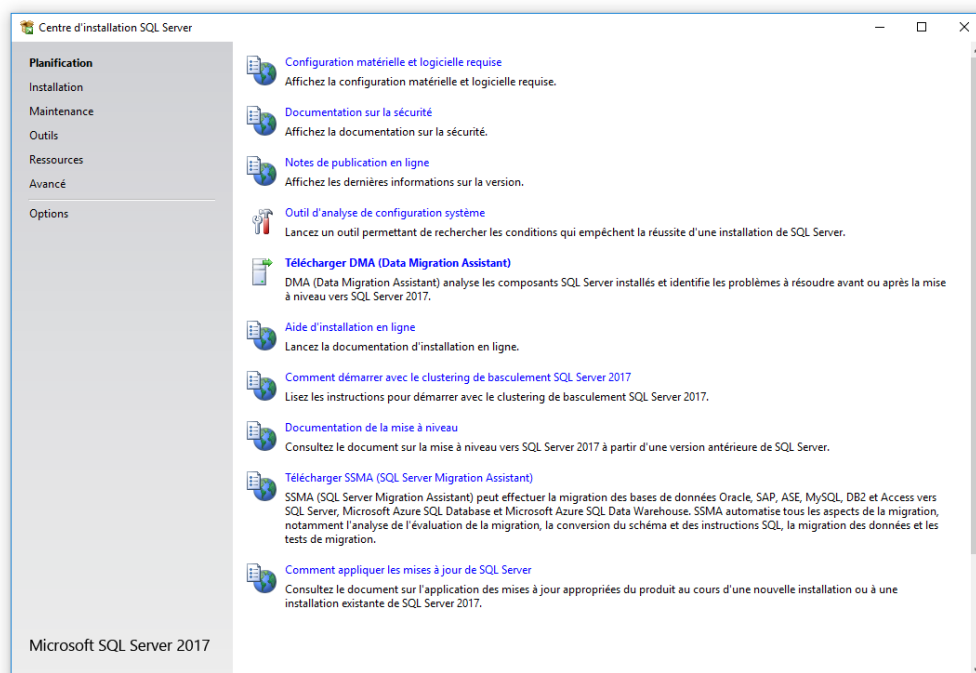 Centre d'installation SQL Server
Planification
Installation
Maintenance
Outils
Ressources
Avancé
Options
Microsoft SQL Server 2017
Configuration matérielle et logicielle requise
Affichez la configuration matérielle et logicielle requise.
Documentation sur la sécurité
Affichez la documentation sur la sécurité.
Notes de publication en ligne
Affichez les dernières informations sur la version.
Outil d'analyse de configuration système
Lancez un outil permettant de rechercher les conditions qui empêchent la réussite d'une installation de SQL Server.
Télécharger DMA (Data Migration Assistant)
DMA (Data Migration Assistant) analyse les composants SQL Server installés et identifie les problèmes à résoudre avant ou après la mise
à niveau vers SQL Server 2017.
Aide d'installation en ligne
Lancez la documentation d'installation en ligne.
Comment démarrer avec le clustering de basculement SQL Server 2017
Lisez les instructions pour démarrer avec le clustering de basculement SQL Server 2017.
Documentation de la mise à niveau
Consultez le document sur la mise à niveau vers SQL Server 2017 à partir d'une version antérieure de SQL Server.
Télécharger SSMA (SQL Server Migration Assistant)
SSMA (SQL Server Migration Assistant) peut effectuer la migration des bases de données Oracle, SAP, ASE, MySQL, DB2 et Access vers
SQL Server, Microsoft Azure SQL Database et Microsoft Azure SQL Data Warehouse. SSMA automatise tous les aspects de la migration,
notamment l'analyse de l'évaluation de la migration, la conversion du schéma et des instructions SQL, la migration des données et les
tests de migration.
Comment appliquer les mises à jour de SQL Server
Consultez le document sur l'application des mises à jour appropriées du produit au cours d'une nouvelle installation ou à une
installation existante de SQL Server 2017.